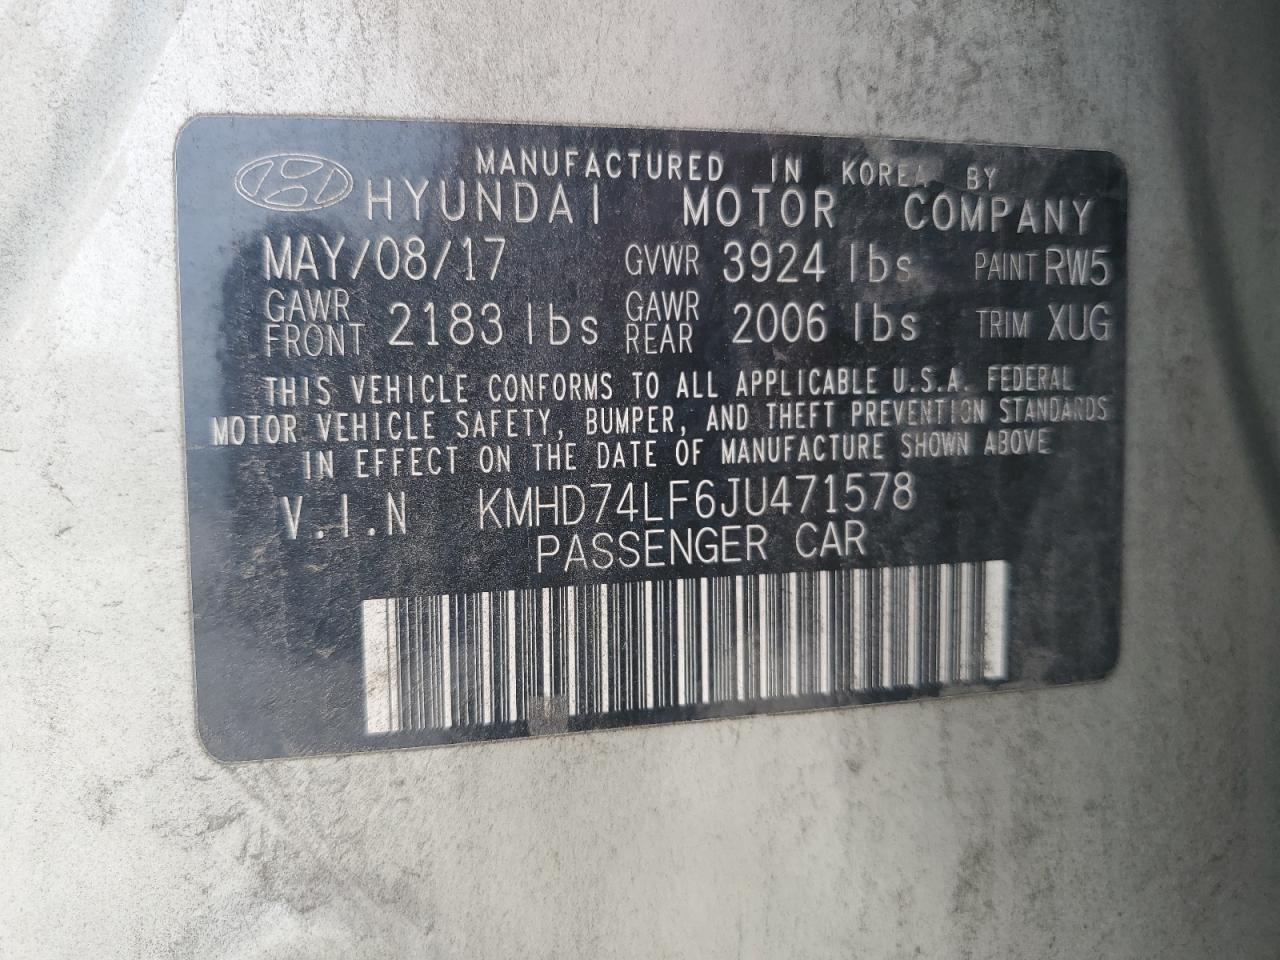 MANUFACTURED IN KOREA BY
HYUNDAI MOTOR COMPANY
MAY/08/17 GVWR 3924 lbs PAINT RW5
GAWR FRONT 2183 lbs GAWR REAR 2006 lbs TRIM XUG
THIS VEHICLE CONFORMS TO ALL APPLICABLE U.S.A. FEDERAL
MOTOR VEHICLE SAFETY, BUMPER, AND THEFT PREVENTION STANDARDS
IN EFFECT ON THE DATE OF MANUFACTURE SHOWN ABOVE
V.I.N KMHD74LF6JU471578
PASSENGER CAR